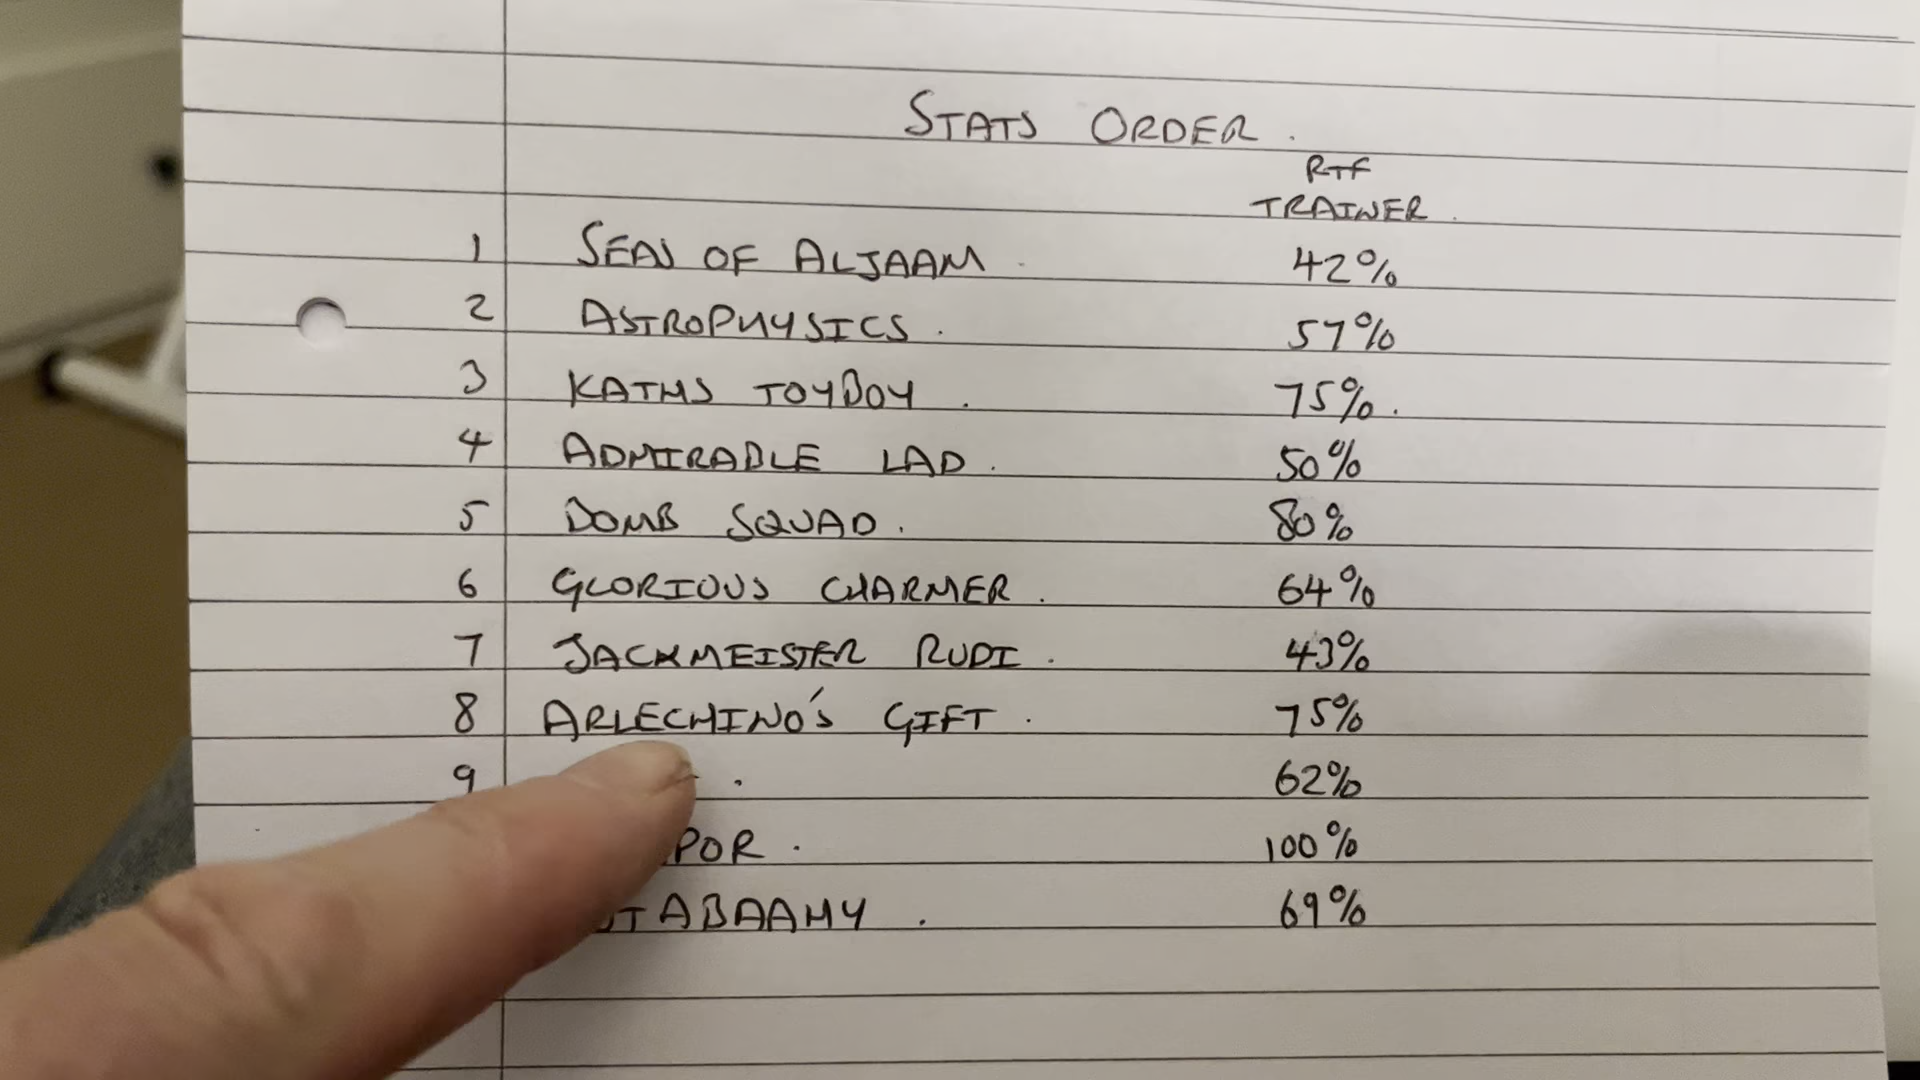 STATS ORDER.
RTF
TRAINER.
1 SEAS OF ALJAAM. 42%
2 ASTROPHYSICS. 57%
3 KATHS TOYBOY. 75%.
4 ADMIRABLE LAD. 50%
5 BOMB SQUAD. 80%
6 GLORIOUS CHARMER. 64%
7 JACKMEISTER RUDI. 43%
8 ARLECHINO'S GIFT. 75%
9 62%
100%
69%